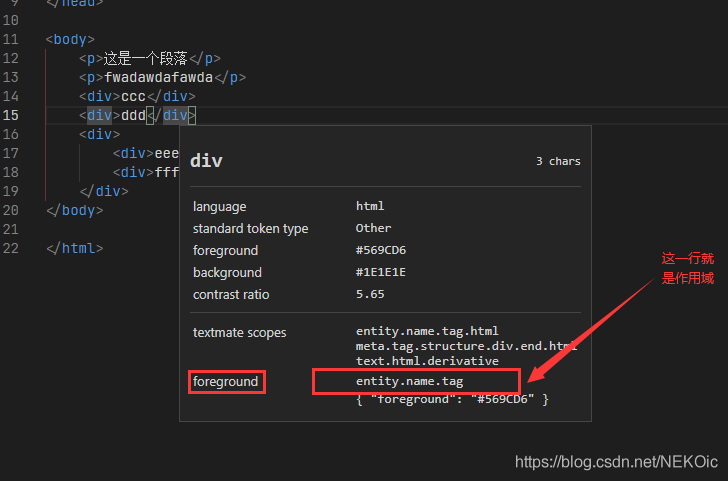 9 </head>
10
11 <body>
12 <p>这是一个段落</p>
13 <p>fwadawdafawda</p>
14 <div>ccc</div>
15 <div>ddd</div>
16 <div>
17 <div>eee
18 <div>fff
19 </div>
20 </body>
21
22 </html>
div 3 chars
language html
standard token type Other
foreground #569CD6
background #1E1E1E
contrast ratio 5.65
textmate scopes entity.name.tag.html
meta.tag.structure.div.end.html
text.html.derivative
foreground entity.name.tag
{ "foreground": "#569CD6" }
这一行就
是作用域
https://blog.csdn.net/NEKOic